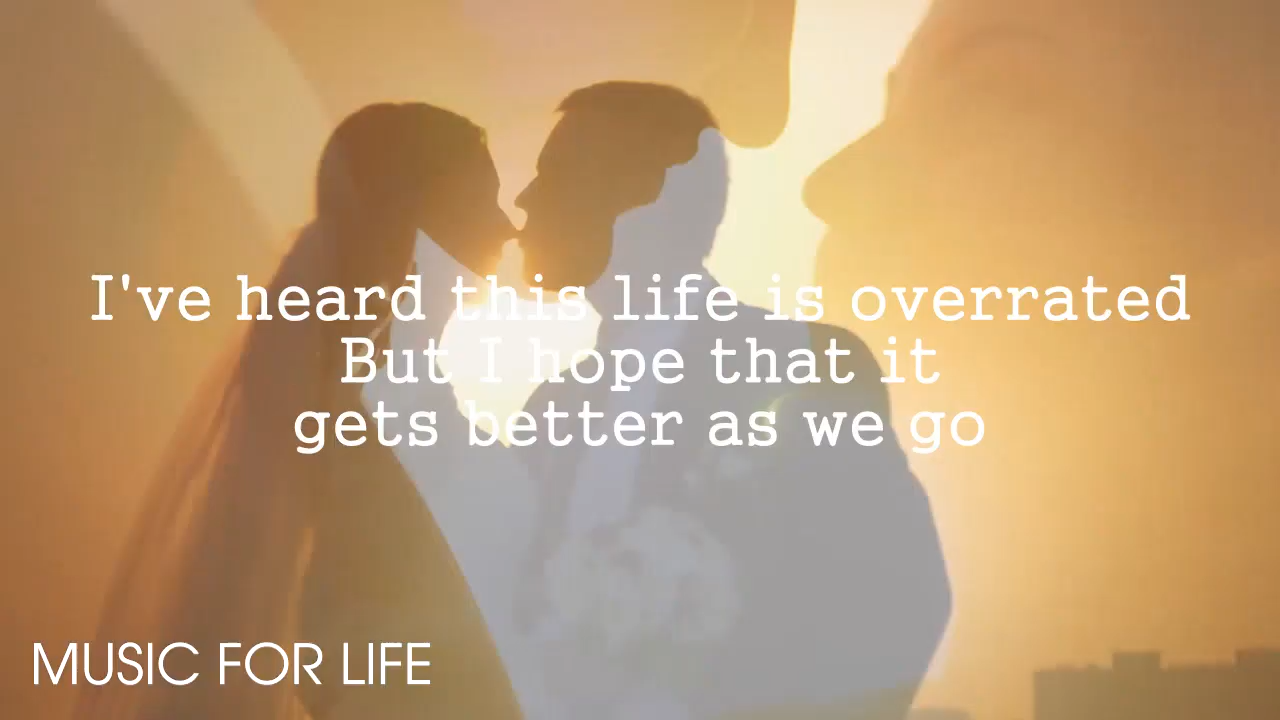 I've heard this life is overrated
But I hope that it
gets better as we go
MUSIC FOR LIFE